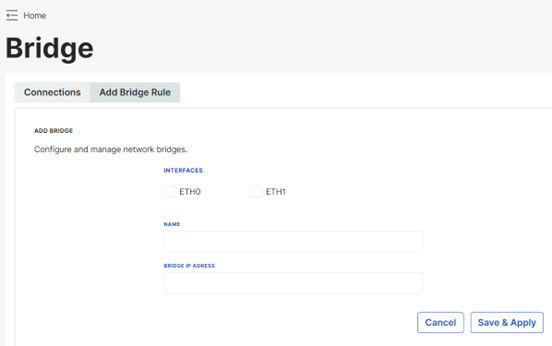 Home
Bridge
Connections Add Bridge Rule
ADD BRIDGE
Configure and manage network bridges.
INTERFACES
ETH0 ETH1
NAME
BRIDGE IP ADRESS
Cancel Save & Apply